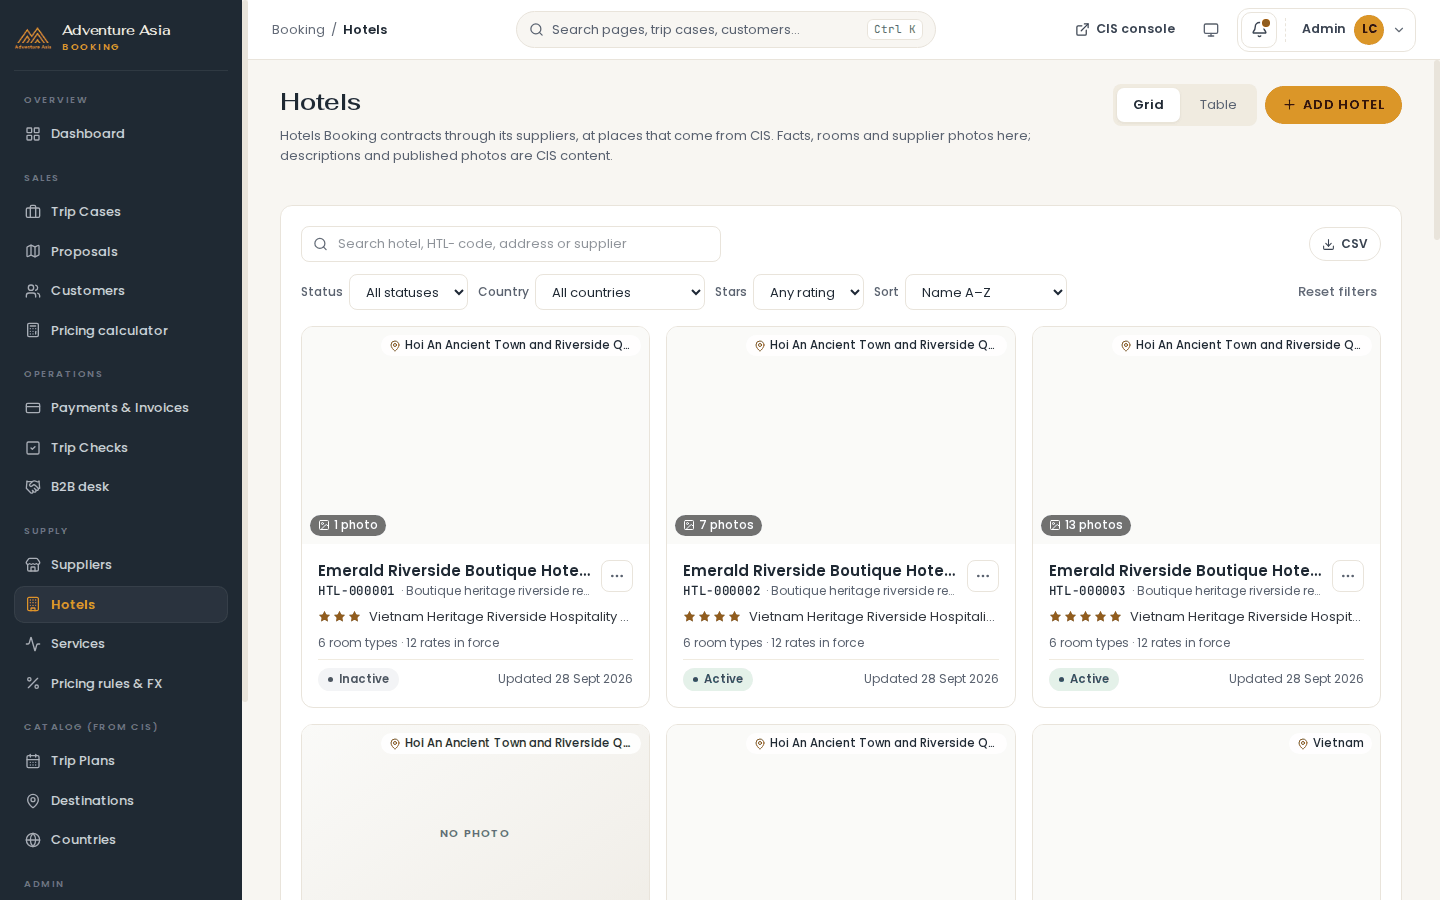 Adventure Asia
BOOKING
Adventure Asia
OVERVIEW
Dashboard
SALES
Trip Cases
Proposals
Customers
Pricing calculator
OPERATIONS
Payments & Invoices
Trip Checks
B2B desk
SUPPLY
Suppliers
Hotels
Services
Pricing rules & FX
CATALOG (FROM CIS)
Trip Plans
Destinations
Countries
ADMIN
Booking / Hotels
Search pages, trip cases, customers...
Ctrl K
CIS console
Admin
LC
Hotels
Hotels Booking contracts through its suppliers, at places that come from CIS. Facts, rooms and supplier photos here;
descriptions and published photos are CIS content.
Grid
Table
+ ADD HOTEL
Search hotel, HTL- code, address or supplier
CSV
Status
All statuses
Country
All countries
Stars
Any rating
Sort
Name A–Z
Reset filters
Hoi An Ancient Town and Riverside Q...
1 photo
Emerald Riverside Boutique Hote...
HTL-000001 · Boutique heritage riverside re...
Vietnam Heritage Riverside Hospitality ...
6 room types · 12 rates in force
Inactive
Updated 28 Sept 2026
Hoi An Ancient Town and Riverside Q...
7 photos
Emerald Riverside Boutique Hote...
HTL-000002 · Boutique heritage riverside re...
Vietnam Heritage Riverside Hospitali...
6 room types · 12 rates in force
Active
Updated 28 Sept 2026
Hoi An Ancient Town and Riverside Q...
13 photos
Emerald Riverside Boutique Hote...
HTL-000003 · Boutique heritage riverside re...
Vietnam Heritage Riverside Hospit...
6 room types · 12 rates in force
Active
Updated 28 Sept 2026
Hoi An Ancient Town and Riverside Q...
NO PHOTO
Hoi An Ancient Town and Riverside Q...
Vietnam